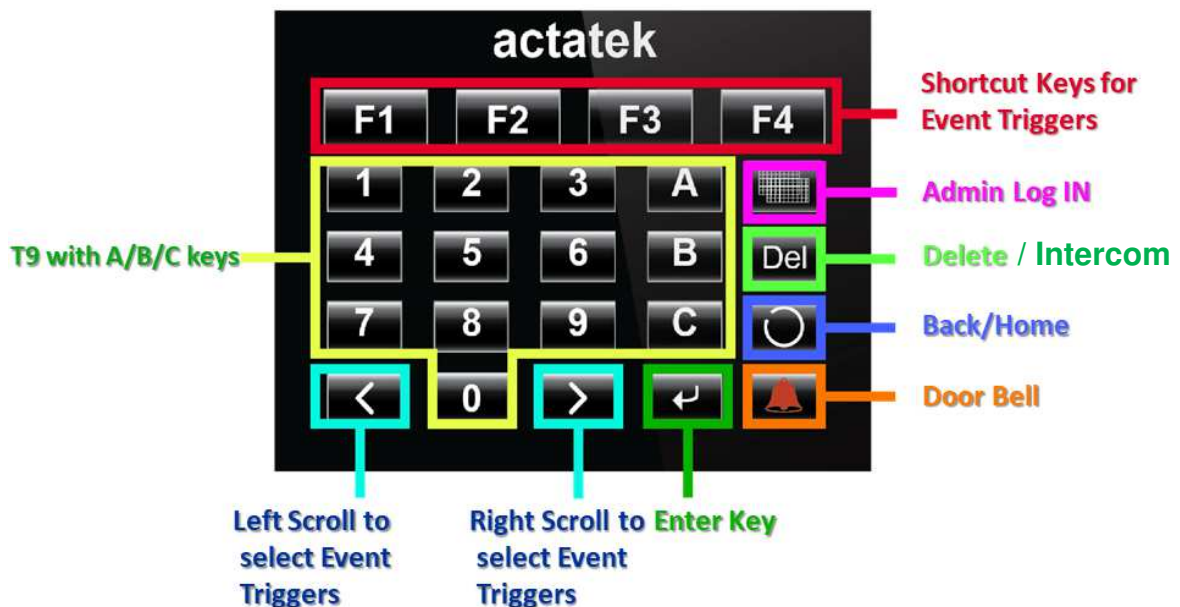 actatek
F1 F2 F3 F4
Shortcut Keys for
Event Triggers
1 2 3 A
Admin Log IN
T9 with A/B/C keys
4 5 6 B Del
Delete / Intercom
7 8 9 C
Back/Home
< 0 >
Door Bell
Left Scroll to
select Event
Triggers
Right Scroll to
select Event
Triggers
Enter Key